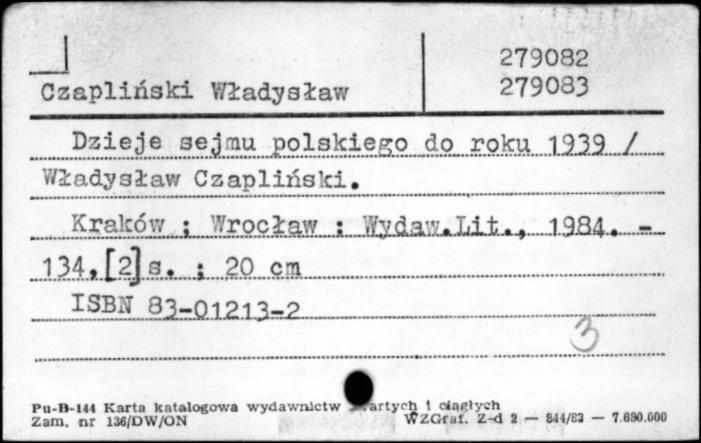 279082
Czapliński Władysław 279083
Dzieje sejmu polskiego do roku 1939 /
Władysław Czapliński.
Kraków ; Wrocław : Wydaw.Lit., 1984. -
134,[2]s. ; 20 cm
ISBN 83-01213-2
3
Pu-B-144 Karta katalogowa wydawnictw zwartych i ciągłych
Zam. nr 136/DW/ON WZGraf. Z-d 2 — 844/83 — 7.690.000